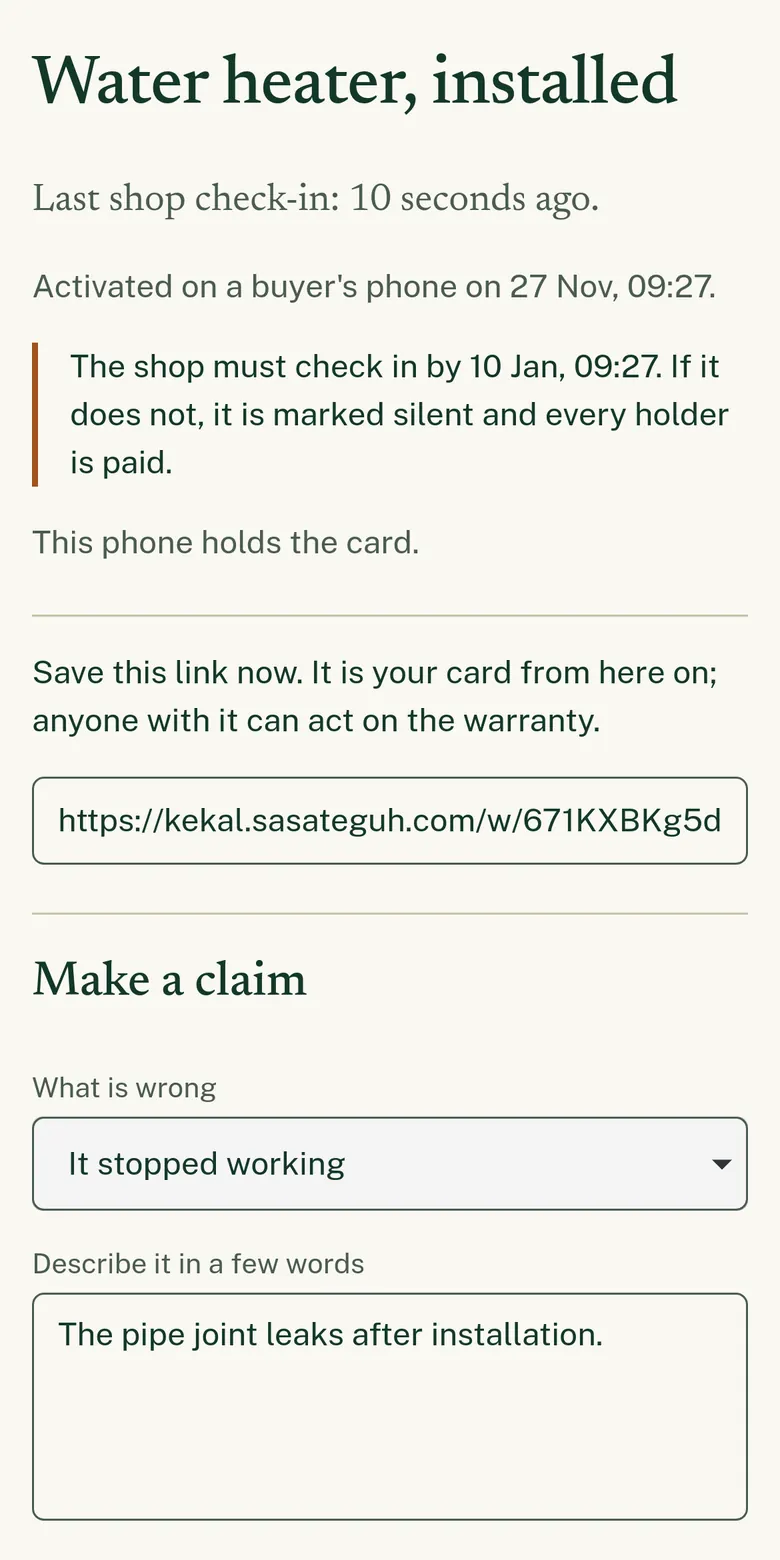 Water heater, installed
Last shop check-in: 10 seconds ago.
Activated on a buyer's phone on 27 Nov, 09:27.
The shop must check in by 10 Jan, 09:27. If it
does not, it is marked silent and every holder
is paid.
This phone holds the card.
Save this link now. It is your card from here on;
anyone with it can act on the warranty.
https://kekal.sasateguh.com/w/671KXBKg5d
Make a claim
What is wrong
It stopped working
Describe it in a few words
The pipe joint leaks after installation.